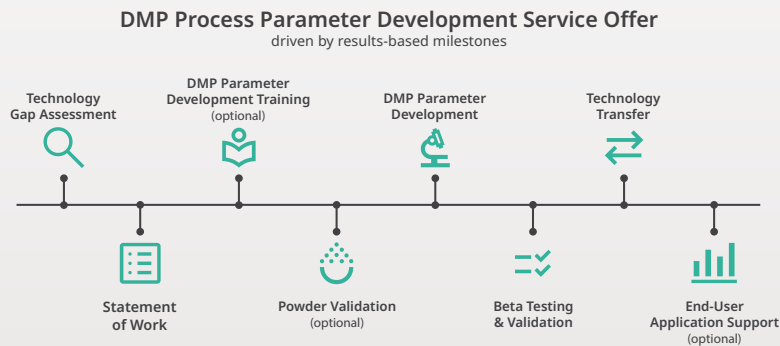 DMP Process Parameter Development Service Offer
driven by results-based milestones
Technology
Gap Assessment
DMP Parameter
Development Training
(optional)
DMP Parameter
Development
Technology
Transfer
Statement
of Work
Powder Validation
(optional)
Beta Testing
& Validation
End-User
Application Support
(optional)